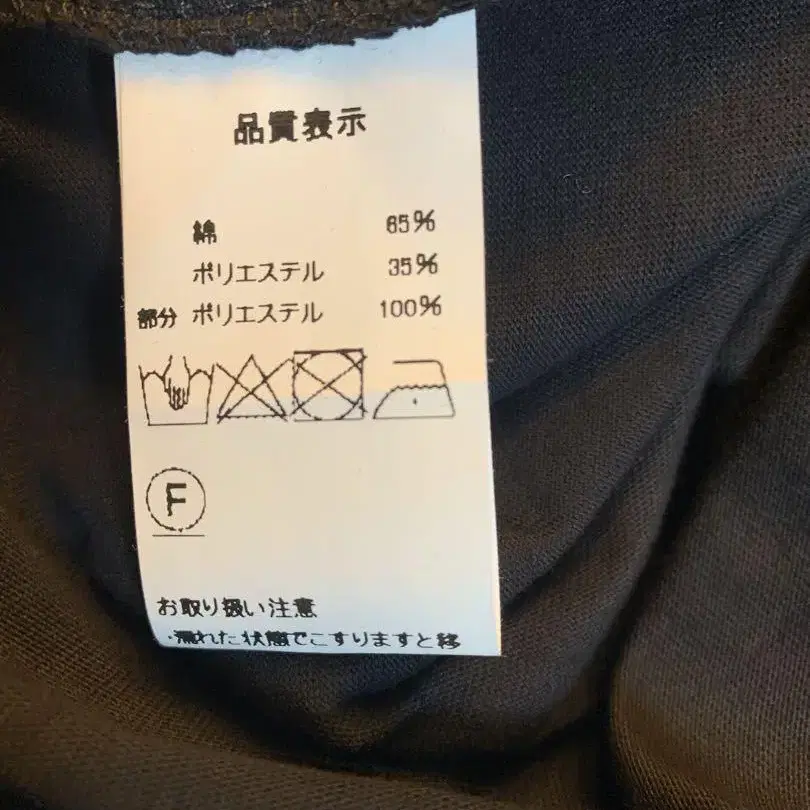 品質表示
綿 65%
ポリエステル 35%
部分 ポリエステル 100%
F
お取り扱い注意
・濡れた状態でこすりますと移